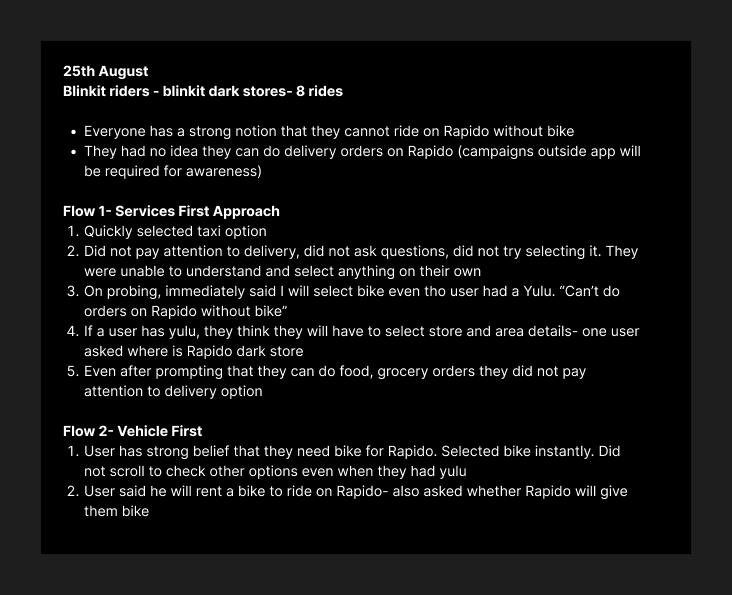 25th August
Blinkit riders - blinkit dark stores- 8 rides
• Everyone has a strong notion that they cannot ride on Rapido without bike
• They had no idea they can do delivery orders on Rapido (campaigns outside app will
be required for awareness)
Flow 1- Services First Approach
1. Quickly selected taxi option
2. Did not pay attention to delivery, did not ask questions, did not try selecting it. They
were unable to understand and select anything on their own
3. On probing, immediately said I will select bike even tho user had a Yulu. “Can’t do
orders on Rapido without bike”
4. If a user has yulu, they think they will have to select store and area details- one user
asked where is Rapido dark store
5. Even after prompting that they can do food, grocery orders they did not pay
attention to delivery option
Flow 2- Vehicle First
1. User has strong belief that they need bike for Rapido. Selected bike instantly. Did
not scroll to check other options even when they had yulu
2. User said he will rent a bike to ride on Rapido- also asked whether Rapido will give
them bike